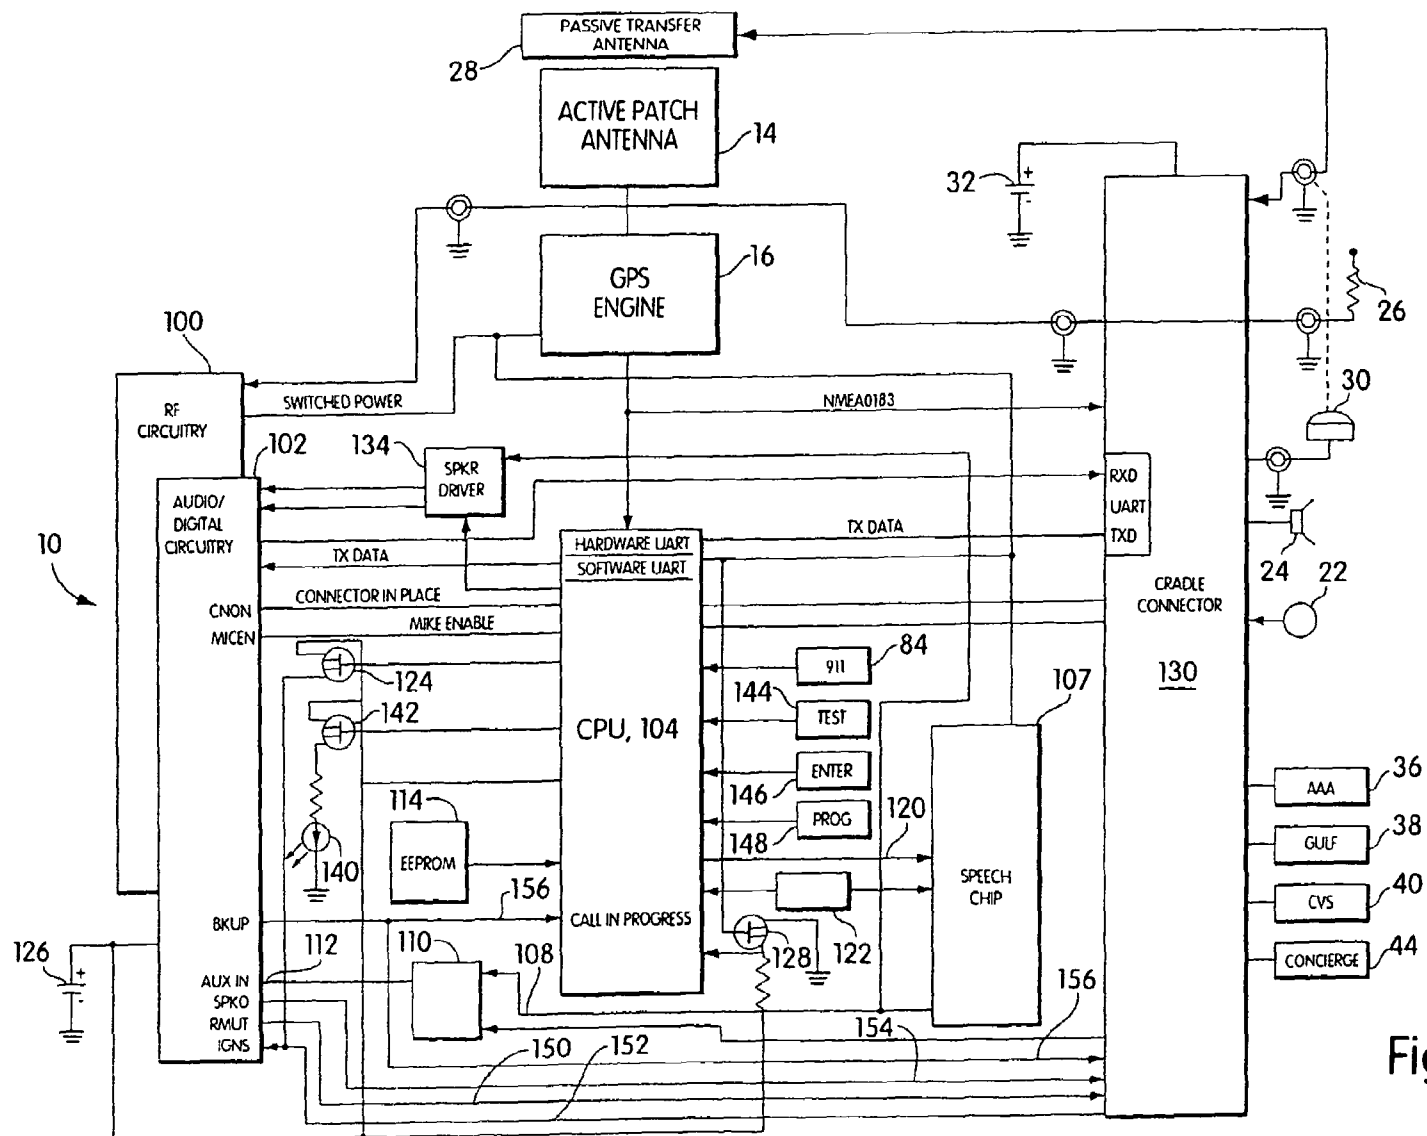 PASSIVE TRANSFER
ANTENNA
28
ACTIVE PATCH
ANTENNA
14
32
+
-
GPS
ENGINE
16
26
100
RF
CIRCUITRY
SWITCHED POWER
NMEA0183
30
102
134
SPKR
DRIVER
AUDIO/
DIGITAL
CIRCUITRY
RXD
UART
TXD
10
HARDWARE UART
SOFTWARE UART
TX DATA
TX DATA
24
22
CRADLE
CONNECTOR
130
CNON
CONNECTOR IN PLACE
MICEN
MIKE ENABLE
124
142
911
84
144
TEST
107
CPU, 104
ENTER
146
PROG
148
120
AAA
36
GULF
38
CVS
40
CONCIERGE
44
114
EEPROM
140
SPEECH
CHIP
BKUP
156
CALL IN PROGRESS
122
128
126
+
-
112
110
108
AUX IN
SPKO
RMUT
IGNS
150
152
154
156
Fig